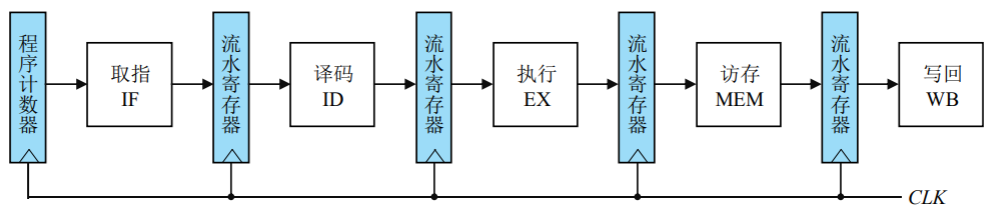 程序计数器
取指
IF
流水寄存器
译码
ID
流水寄存器
执行
EX
流水寄存器
访存
MEM
流水寄存器
写回
WB
CLK